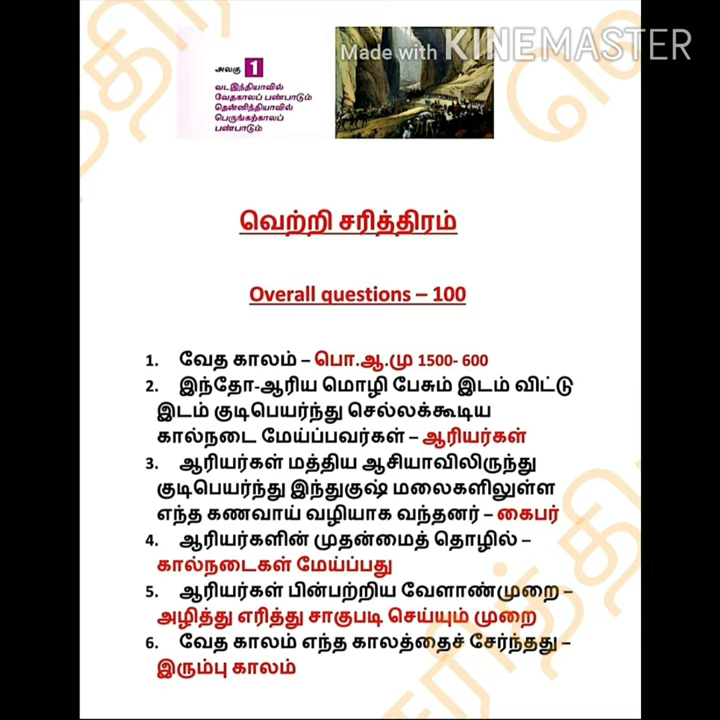 Made with KINEMASTER
அலகு 1
வடஇந்தியாவில்
வேதகாலப் பண்பாடும்
தென்னிந்தியாவில்
பெருங்கற்காலப்
பண்பாடும்
வெற்றி சரித்திரம்
Overall questions – 100
1. வேத காலம் – பொ.ஆ.மு 1500- 600
2. இந்தோ-ஆரிய மொழி பேசும் இடம் விட்டு
இடம் குடிபெயர்ந்து செல்லக்கூடிய
கால்நடை மேய்ப்பவர்கள் – ஆரியர்கள்
3. ஆரியர்கள் மத்திய ஆசியாவிலிருந்து
குடிபெயர்ந்து இந்துகுஷ் மலைகளிலுள்ள
எந்த கணவாய் வழியாக வந்தனர் – கைபர்
4. ஆரியர்களின் முதன்மைத் தொழில் –
கால்நடைகள் மேய்ப்பது
5. ஆரியர்கள் பின்பற்றிய வேளாண்முறை –
அழித்து எரித்து சாகுபடி செய்யும் முறை
6. வேத காலம் எந்த காலத்தைச் சேர்ந்தது –
இரும்பு காலம்